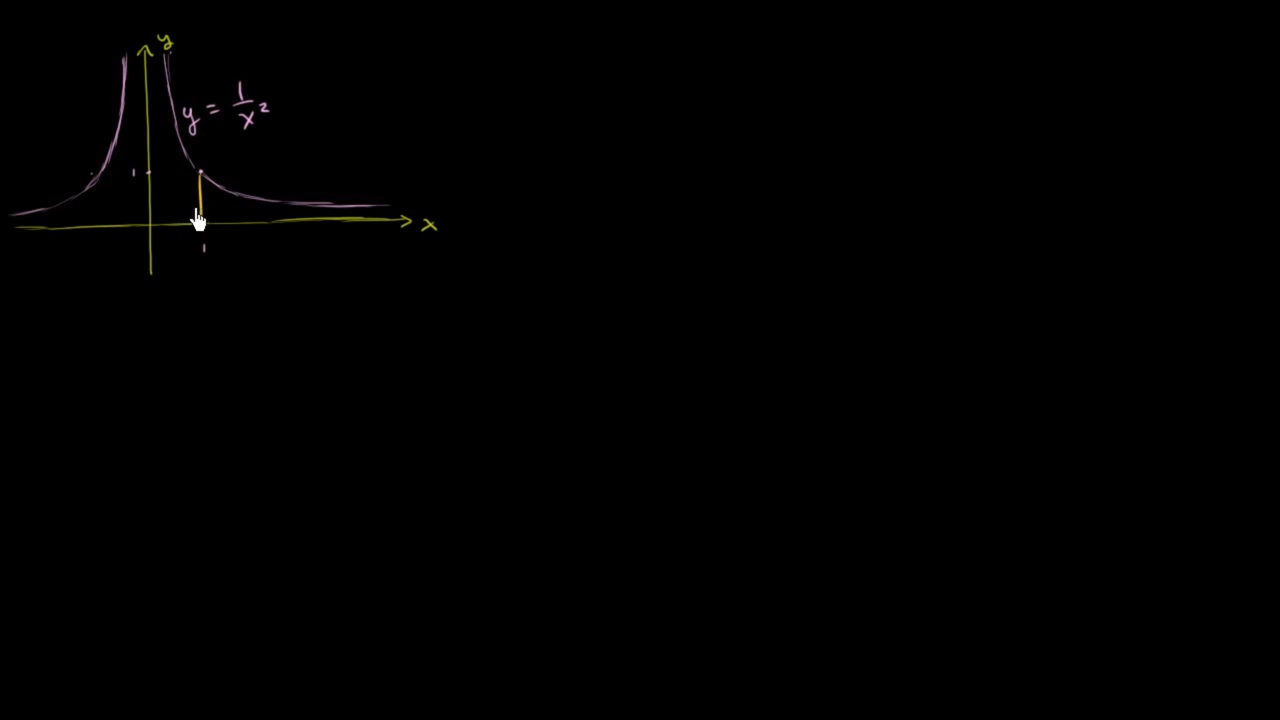 y
y = 1/x²
1
x
1